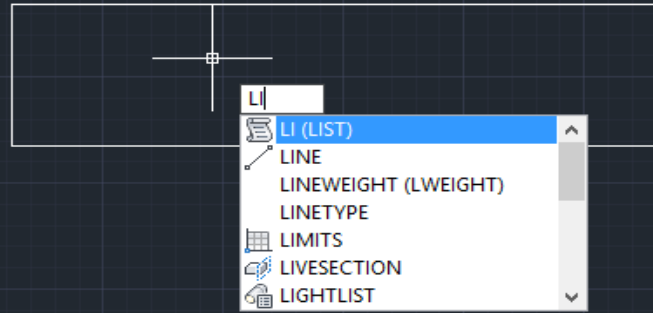 LI
LI (LIST)
LINE
LINEWEIGHT (LWEIGHT)
LINETYPE
LIMITS
LIVESECTION
LIGHTLIST